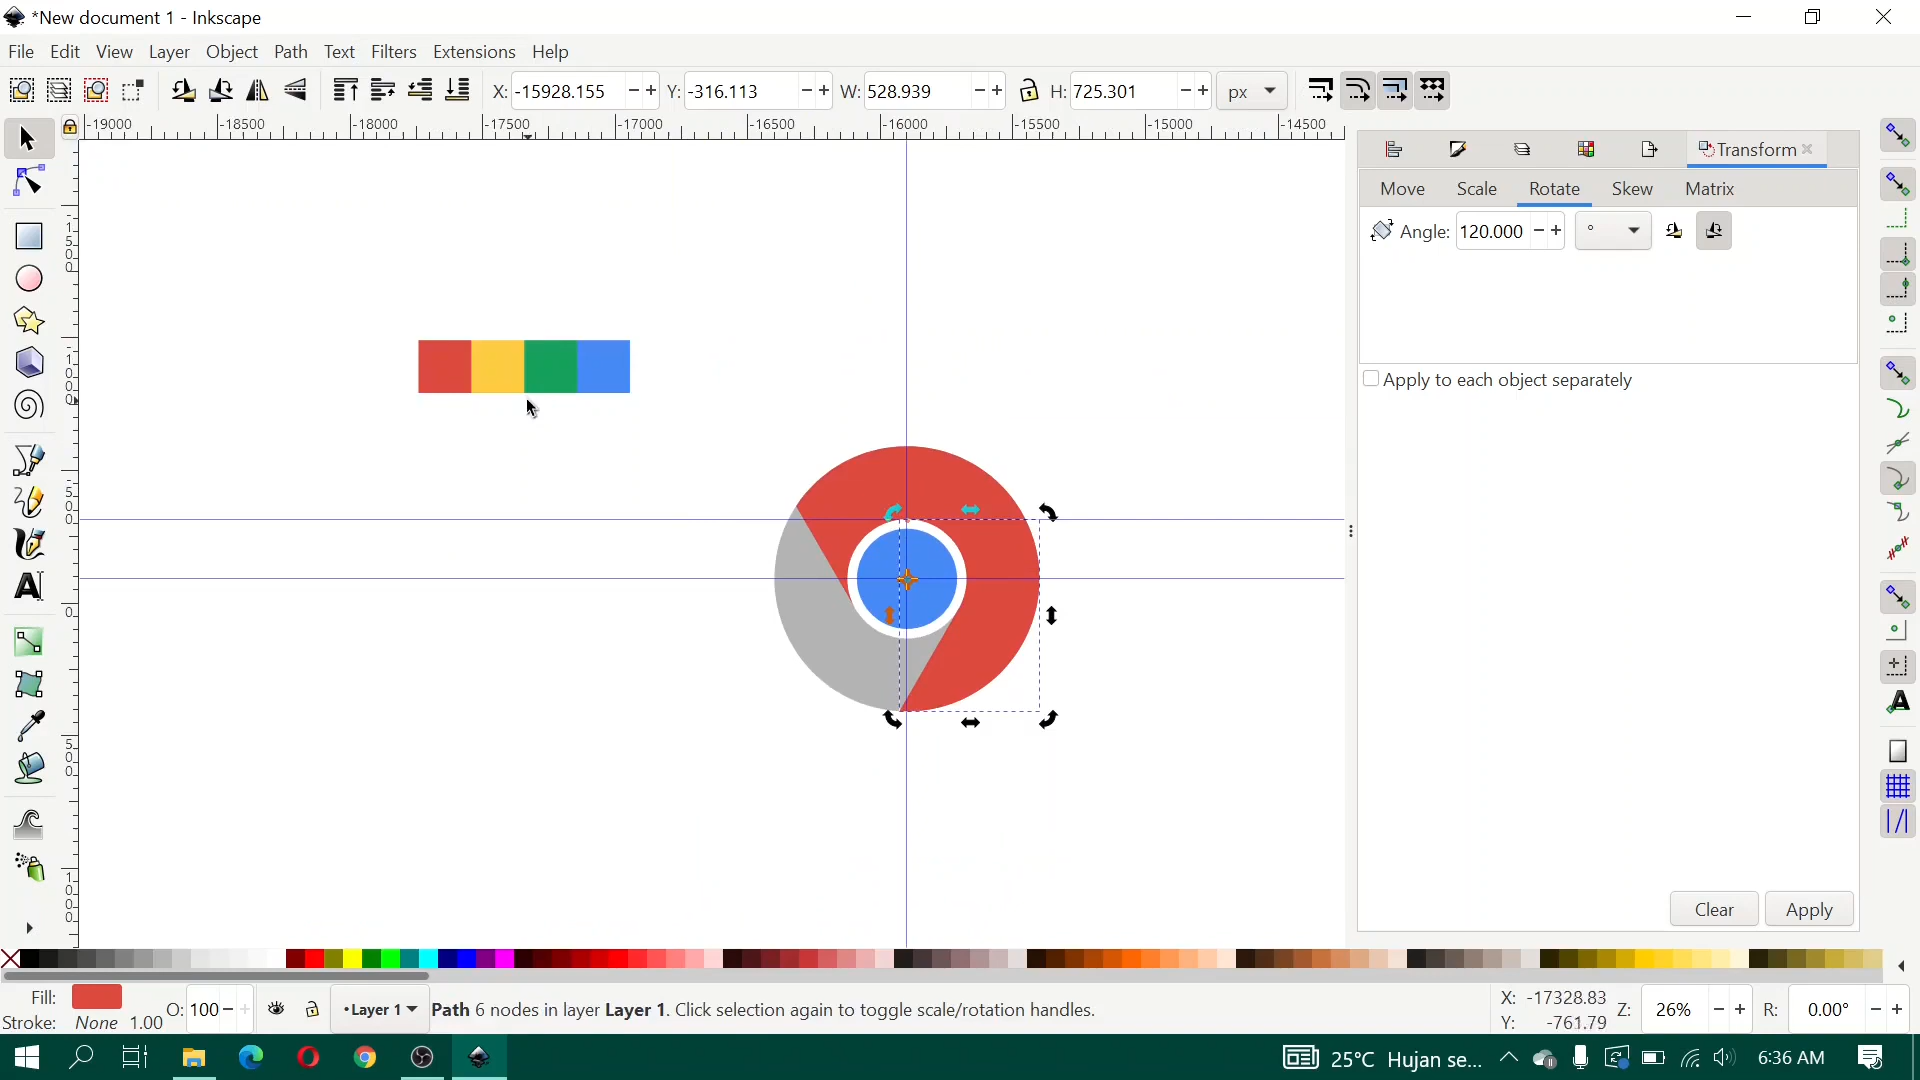 *New document 1 - Inkscape
File Edit View Layer Object Path Text Filters Extensions Help
X: -15928.155 Y: -316.113 W: 528.939 H: 725.301 px
-19000 -18500 -18000 -17500 -17000 -16500 -16000 -15500 -15000 -14500
Transform
Move Scale Rotate Skew Matrix
Angle: 120.000 °
Apply to each object separately
Clear Apply
Fill: O: 100 Layer 1 Path 6 nodes in layer Layer 1. Click selection again to toggle scale/rotation handles. X: -17328.83 Z: 26% R: 0.00°
Stroke: None 1.00 Y: -761.79
25°C Hujan se... 6:36 AM